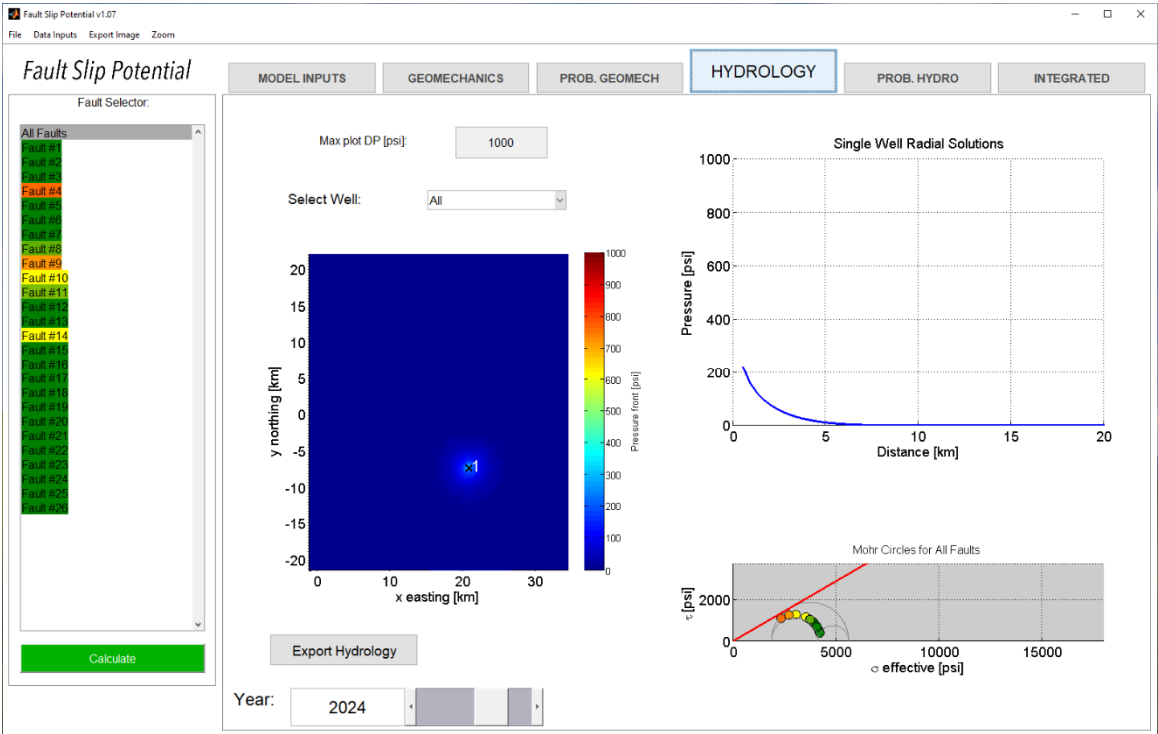 Fault Slip Potential v1.07
File Data Inputs Export Image Zoom
Fault Slip Potential
MODEL INPUTS GEOMECHANICS PROB. GEOMECH HYDROLOGY PROB. HYDRO INTEGRATED
Fault Selector:
All Faults
Fault #1
Fault #2
Fault #3
Fault #4
Fault #5
Fault #6
Fault #7
Fault #8
Fault #9
Fault #10
Fault #11
Fault #12
Fault #13
Fault #14
Fault #15
Fault #16
Fault #17
Fault #18
Fault #19
Fault #20
Fault #21
Fault #22
Fault #23
Fault #24
Fault #25
Fault #26
Calculate
Max plot DP [psi]: 1000
Select Well: All
20
15
10
5
0
-5
-10
-15
-20
y northing [km]
1
0 10 20 30
x easting [km]
1000
900
800
700
600
500
400
300
200
100
0
Pressure front [psi]
Export Hydrology
Year: 2024
Single Well Radial Solutions
1000
800
600
400
200
0
Pressure [psi]
0 5 10 15 20
Distance [km]
Mohr Circles for All Faults
2000
0
τ [psi]
0 5000 10000 15000
σ effective [psi]